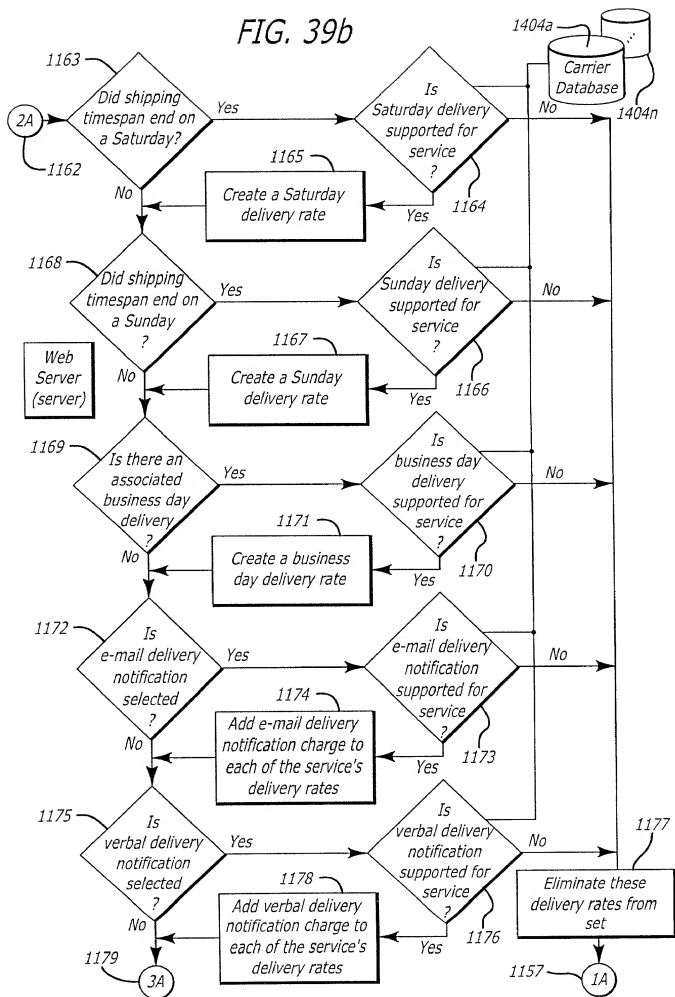 FIG. 39b
1404a
Carrier
Database
1404n
1163
Did shipping
timespan end on
a Saturday?
Yes
No
2A
1162
Is
Saturday delivery
supported for
service
?
No
Yes
1164
1165
Create a Saturday
delivery rate
1168
Did shipping
timespan end on
a Sunday
?
Yes
No
Is
Sunday delivery
supported for
service
?
No
Yes
1166
1167
Create a Sunday
delivery rate
Web
Server
(server)
1169
Is there an
associated
business day
delivery
?
Yes
No
Is
business day
delivery
supported for
service
?
No
Yes
1170
1171
Create a business
day delivery rate
1172
Is
e-mail delivery
notification
selected
?
Yes
No
Is
e-mail delivery
notification
supported for
service
?
No
Yes
1173
1174
Add e-mail delivery
notification charge to
each of the service's
delivery rates
1175
Is
verbal delivery
notification
selected
?
Yes
No
Is
verbal delivery
notification
supported for
service
?
No
Yes
1176
1178
Add verbal delivery
notification charge to
each of the service's
delivery rates
1177
Eliminate these
delivery rates from
set
1179
3A
1157
1A